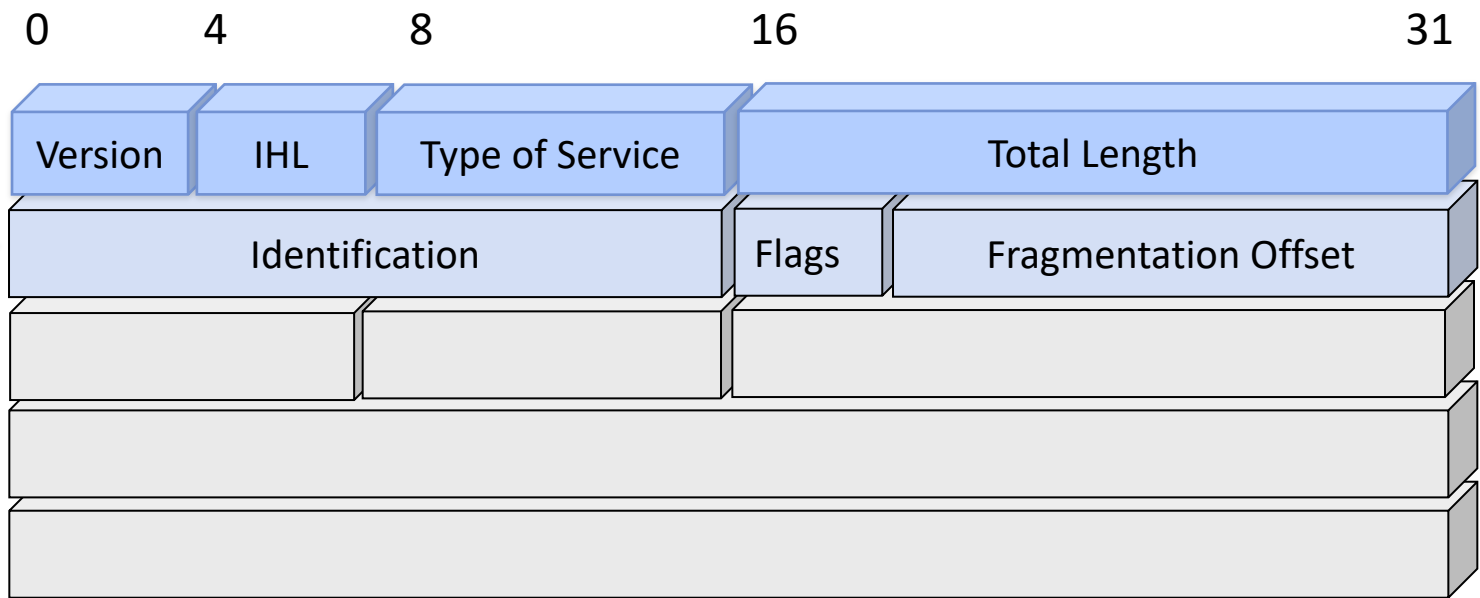 0 4 8 16 31
Version IHL Type of Service Total Length
Identification Flags Fragmentation Offset